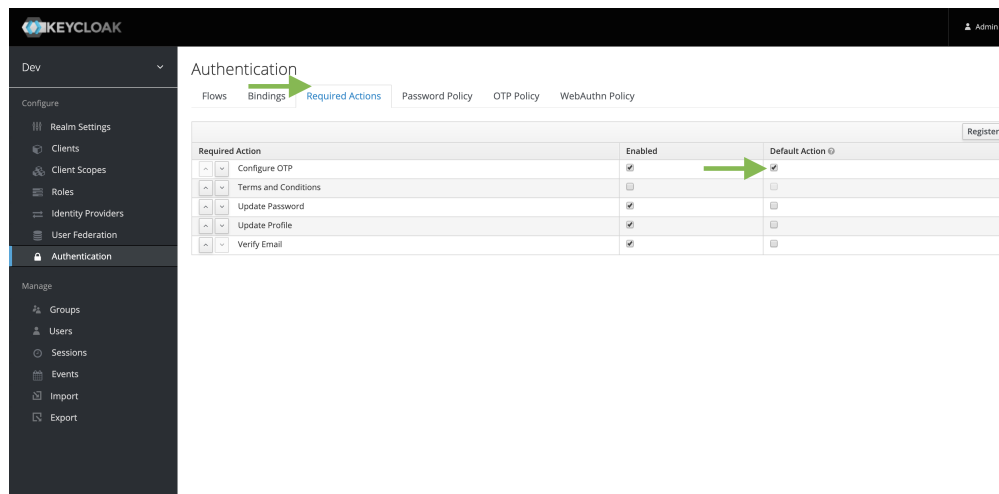 KEYCLOAK
Admin
Dev
Configure
Realm Settings
Clients
Client Scopes
Roles
Identity Providers
User Federation
Authentication
Manage
Groups
Users
Sessions
Events
Import
Export
Authentication
Flows Bindings Required Actions Password Policy OTP Policy WebAuthn Policy
Register
Required Action Enabled Default Action
Configure OTP
Terms and Conditions
Update Password
Update Profile
Verify Email